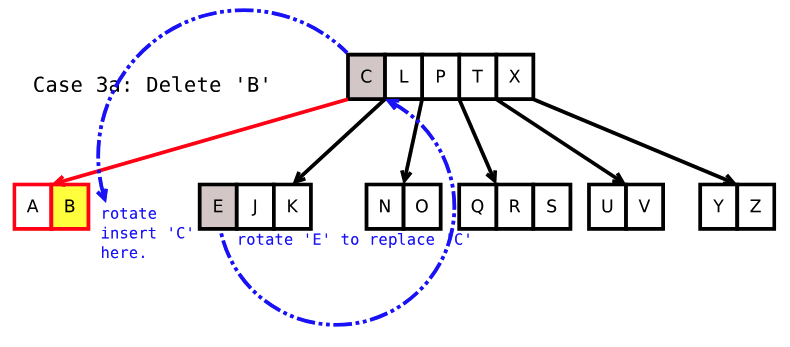 C L P T X
Case 3a: Delete 'B'
A B E J K N O Q R S U V Y Z
rotate
insert 'C'
here.
rotate 'E' to replace 'C'